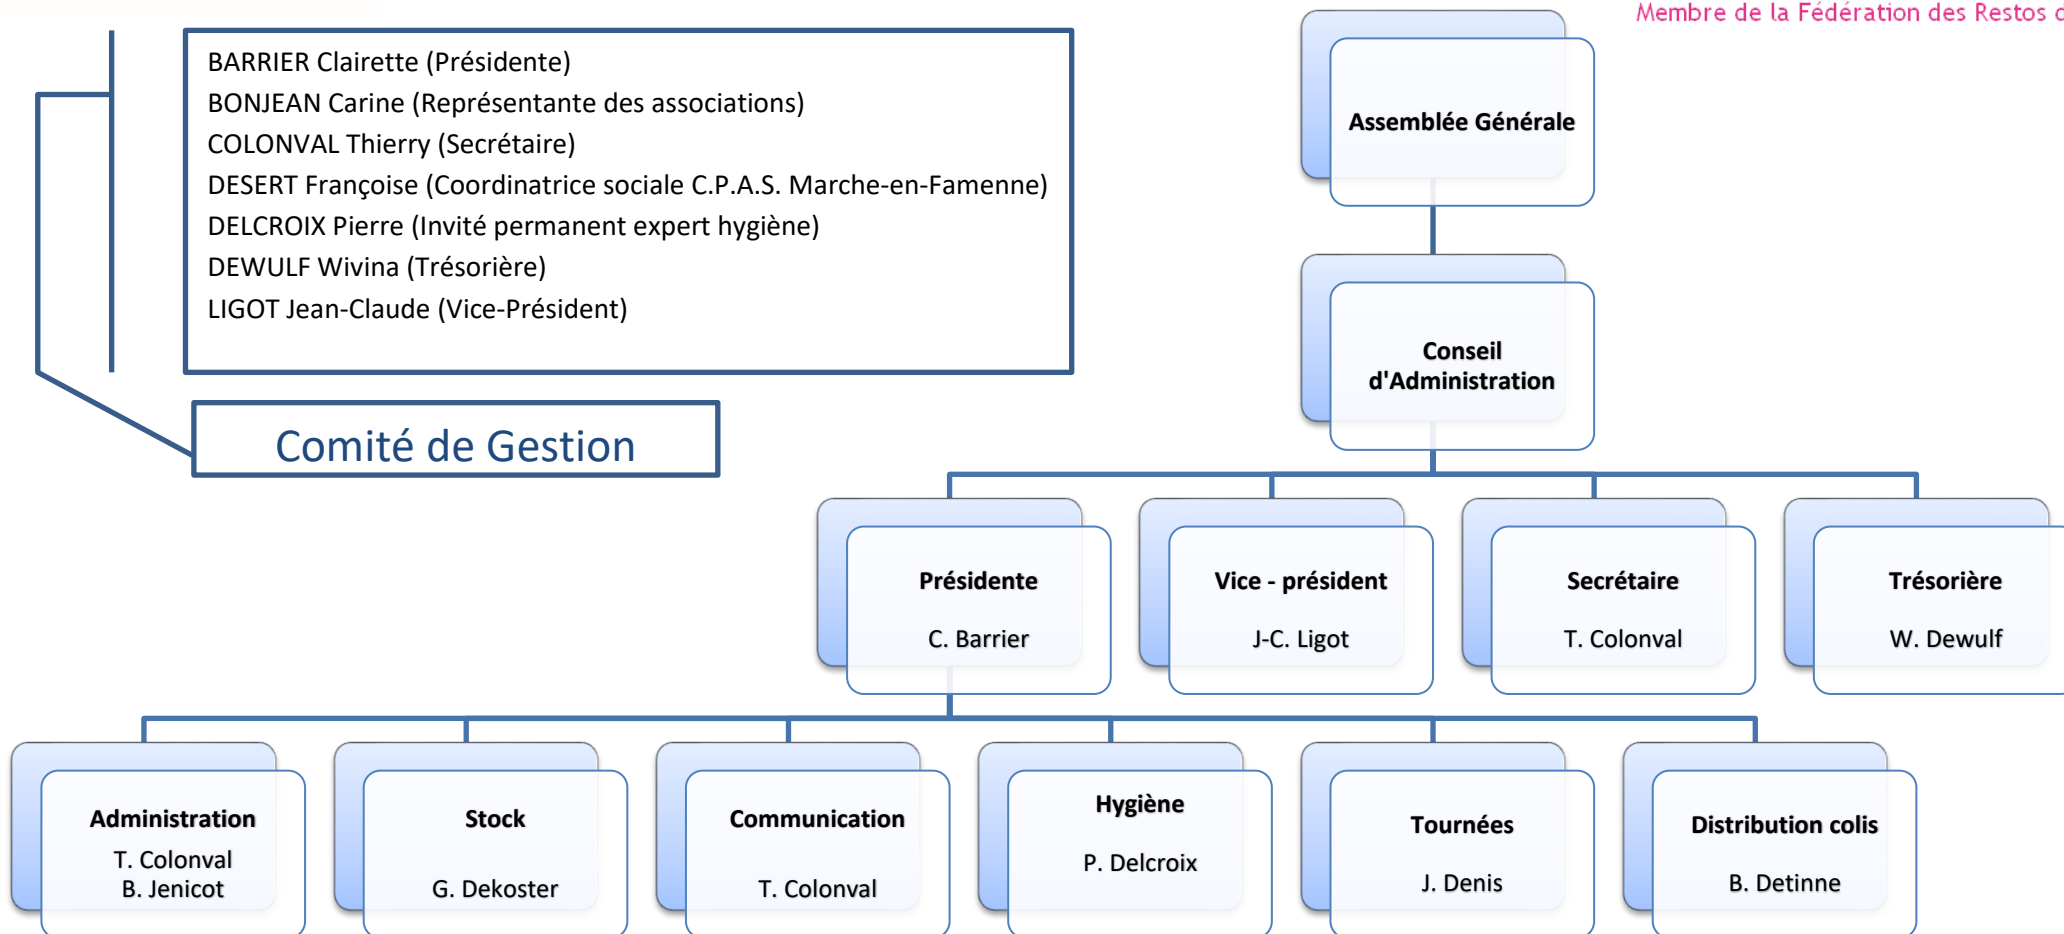 Membre de la Fédération des Restos d
BARRIER Clairette (Présidente)
BONJEAN Carine (Représentante des associations)
COLONVAL Thierry (Secrétaire)
DESERT Françoise (Coordinatrice sociale C.P.A.S. Marche-en-Famenne)
DELCROIX Pierre (Invité permanent expert hygiène)
DEWULF Wivina (Trésorière)
LIGOT Jean-Claude (Vice-Président)
Comité de Gestion
Assemblée Générale
Conseil
d'Administration
Présidente
C. Barrier
Vice - président
J-C. Ligot
Secrétaire
T. Colonval
Trésorière
W. Dewulf
Administration
T. Colonval
B. Jenicot
Stock
G. Dekoster
Communication
T. Colonval
Hygiène
P. Delcroix
Tournées
J. Denis
Distribution colis
B. Detinne